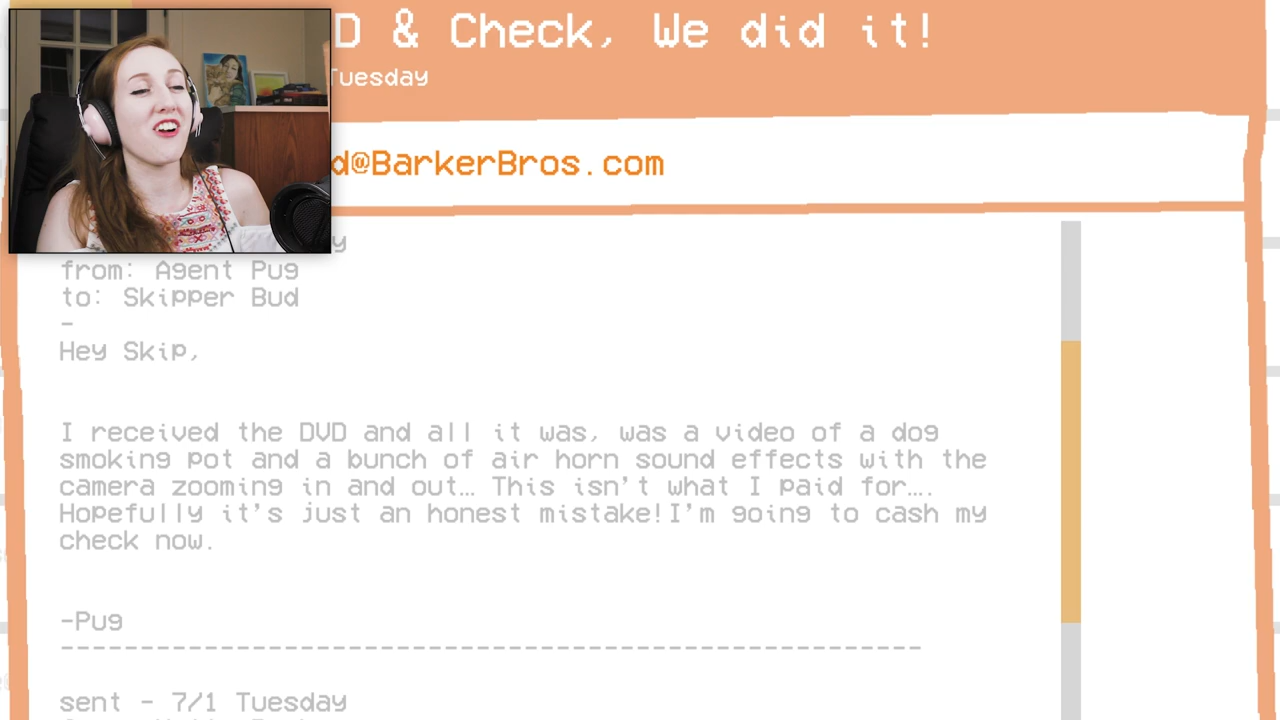 D & Check, We did it!
Tuesday
d@BarkerBros.com
y
from: Agent Pug
to: Skipper Bud
-
Hey Skip,
I received the DVD and all it was, was a video of a dog
smoking pot and a bunch of air horn sound effects with the
camera zooming in and out… This isn't what I paid for….
Hopefully it's just an honest mistake!I'm going to cash my
check now.
-Pug
------------------------------------------------------
sent - 7/1 Tuesday